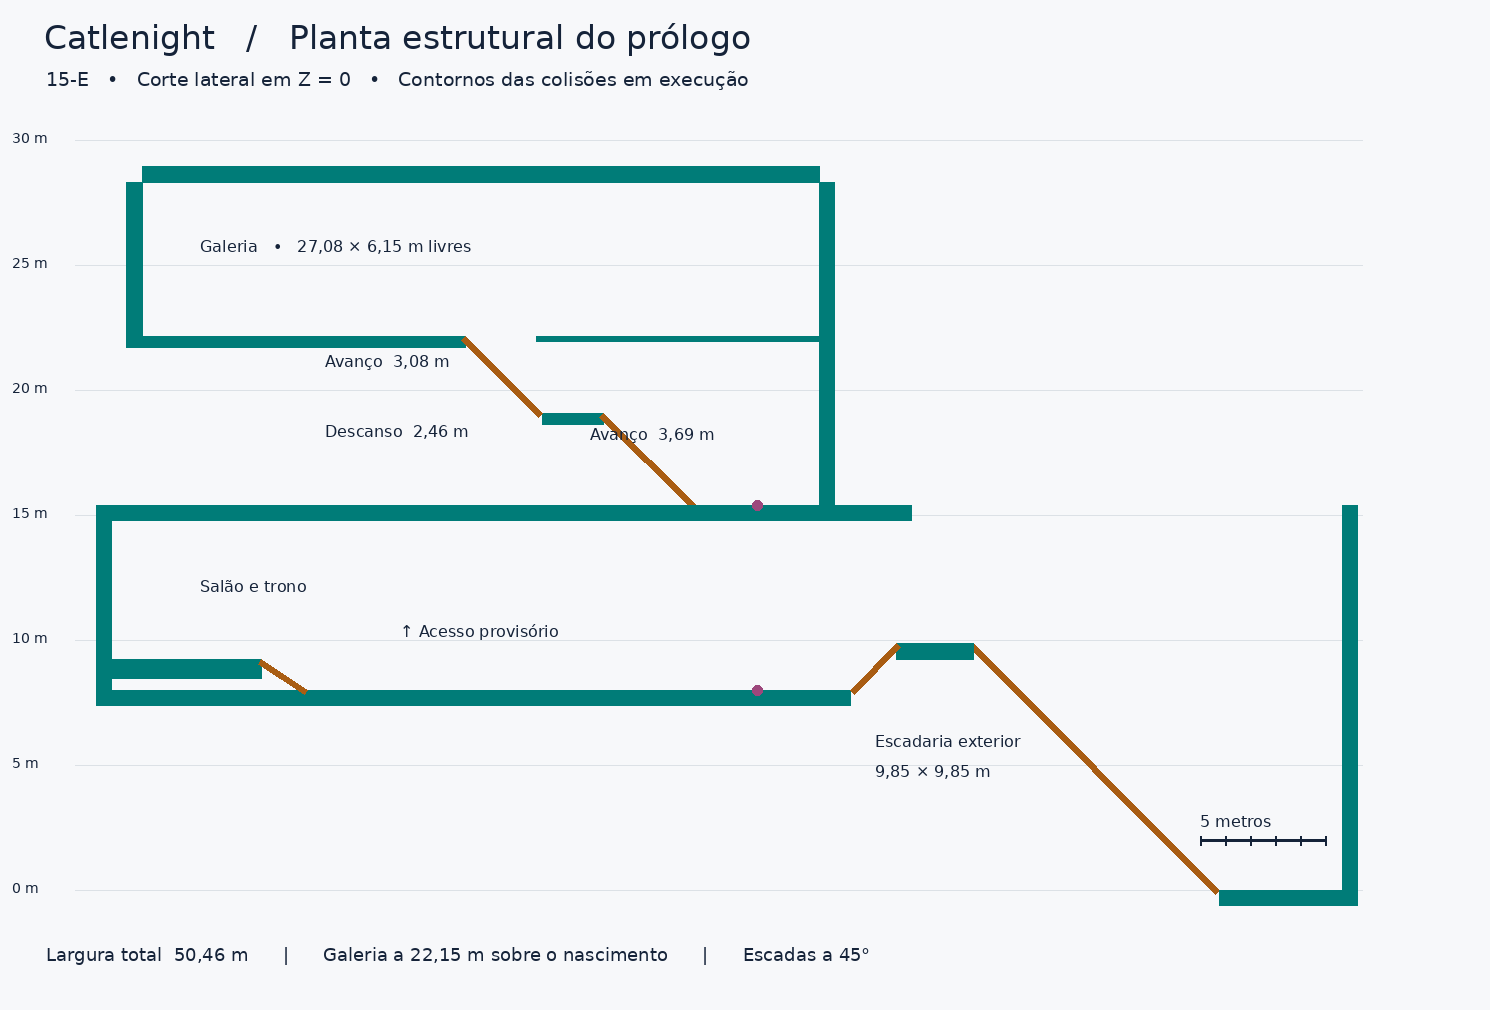 Catlenight / Planta estrutural do prólogo
15-E • Corte lateral em Z = 0 • Contornos das colisões em execução
30 m
Galeria • 27,08 × 6,15 m livres
25 m
Avanço 3,08 m
20 m
Descanso 2,46 m
Avanço 3,69 m
15 m
Salão e trono
↑ Acesso provisório
10 m
Escadaria exterior
9,85 × 9,85 m
5 m
5 metros
0 m
Largura total 50,46 m | Galeria a 22,15 m sobre o nascimento | Escadas a 45°